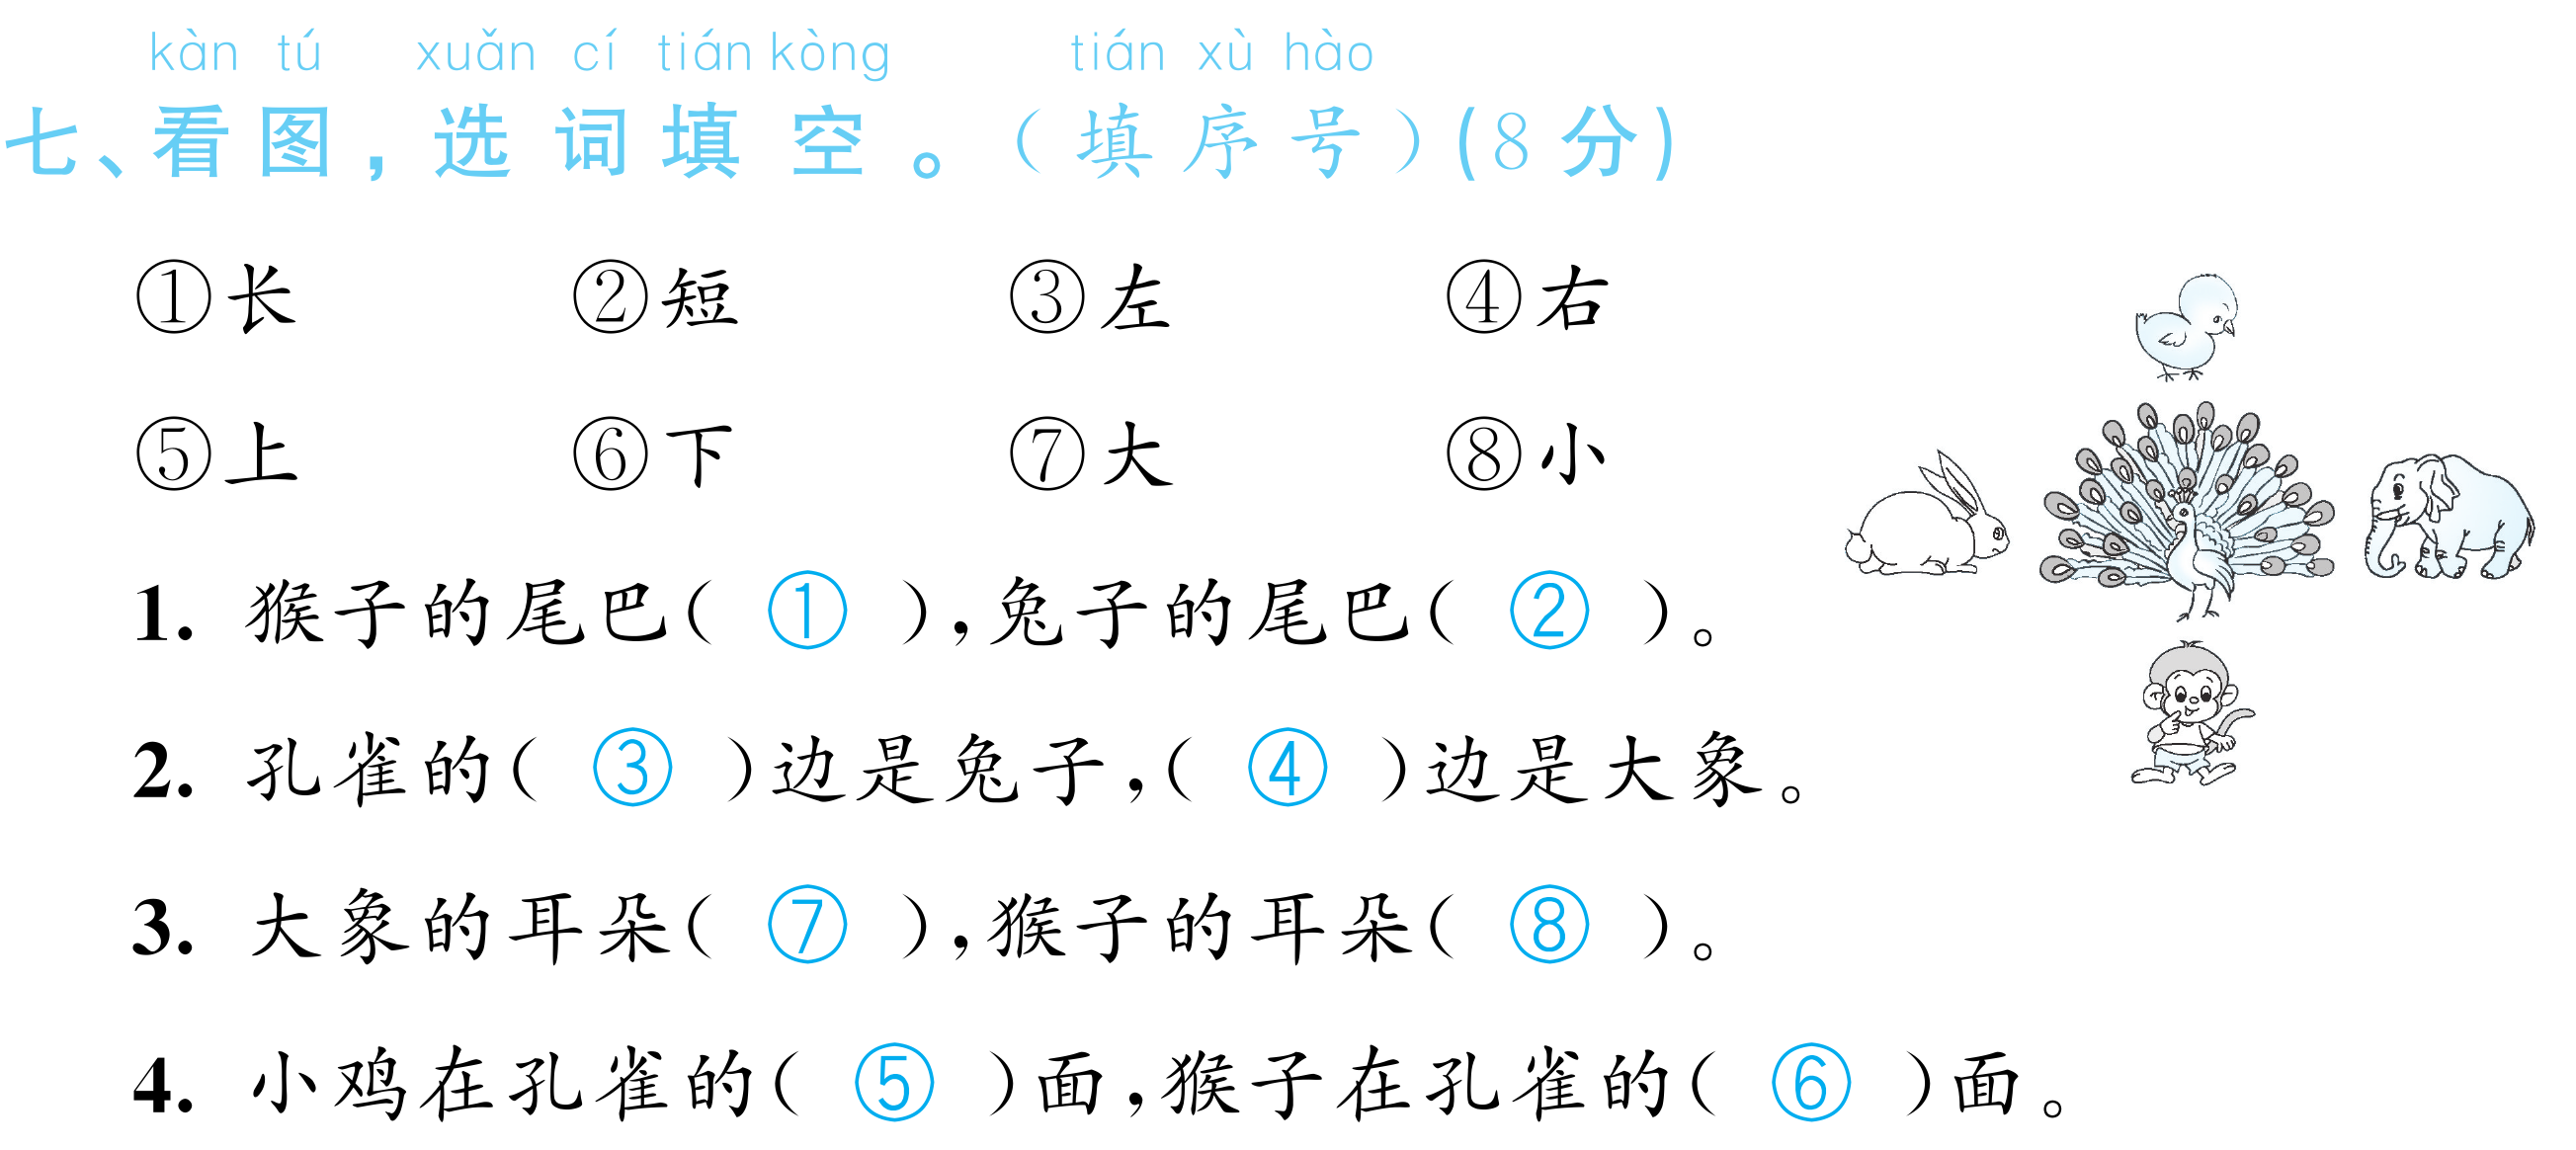 kàn tú xuǎn cí tián kòng tián xù hào
七、看图，选词填空。（填序号）(8分)
①长 ②短 ③左 ④右
⑤上 ⑥下 ⑦大 ⑧小
1. 猴子的尾巴( ① ),兔子的尾巴( ② )。
2. 孔雀的( ③ )边是兔子,( ④ )边是大象。
3. 大象的耳朵( ⑦ ),猴子的耳朵( ⑧ )。
4. 小鸡在孔雀的( ⑤ )面,猴子在孔雀的( ⑥ )面。